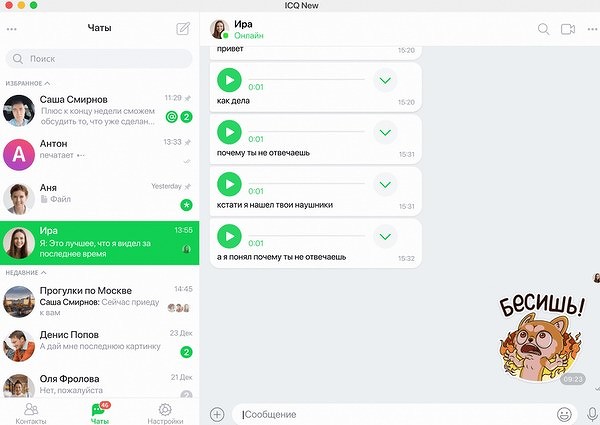 ICQ New
Чаты
Поиск
ИЗБРАННОЕ
Саша Смирнов
11:29
Плюс к концу недели сможем
обсудить то, что уже сделан...
@ 2
Антон
13:33
A
печатает
Аня
Yesterday
Файл
Ира
13:55
Я: Это лучшее, что я видел за
последнее время
НЕДАВНИЕ
Прогулки по Москве
14:45
Саша Смирнов: Сейчас приеду
к вам
Денис Попов
23 Дек
А дай мне последнюю картинку
2
Оля Фролова
21 Дек
Нет, пожалуйста
46
Контакты
Чаты
Настройки
Ира
Онлайн
привет
15:20
0:01
как дела
15:20
0:01
почему ты не отвечаешь
15:31
0:01
кстати я нашел твои наушники
15:31
0:01
а я понял почему ты не отвечаешь
15:32
БЕСИШЬ!
09:23
Сообщение